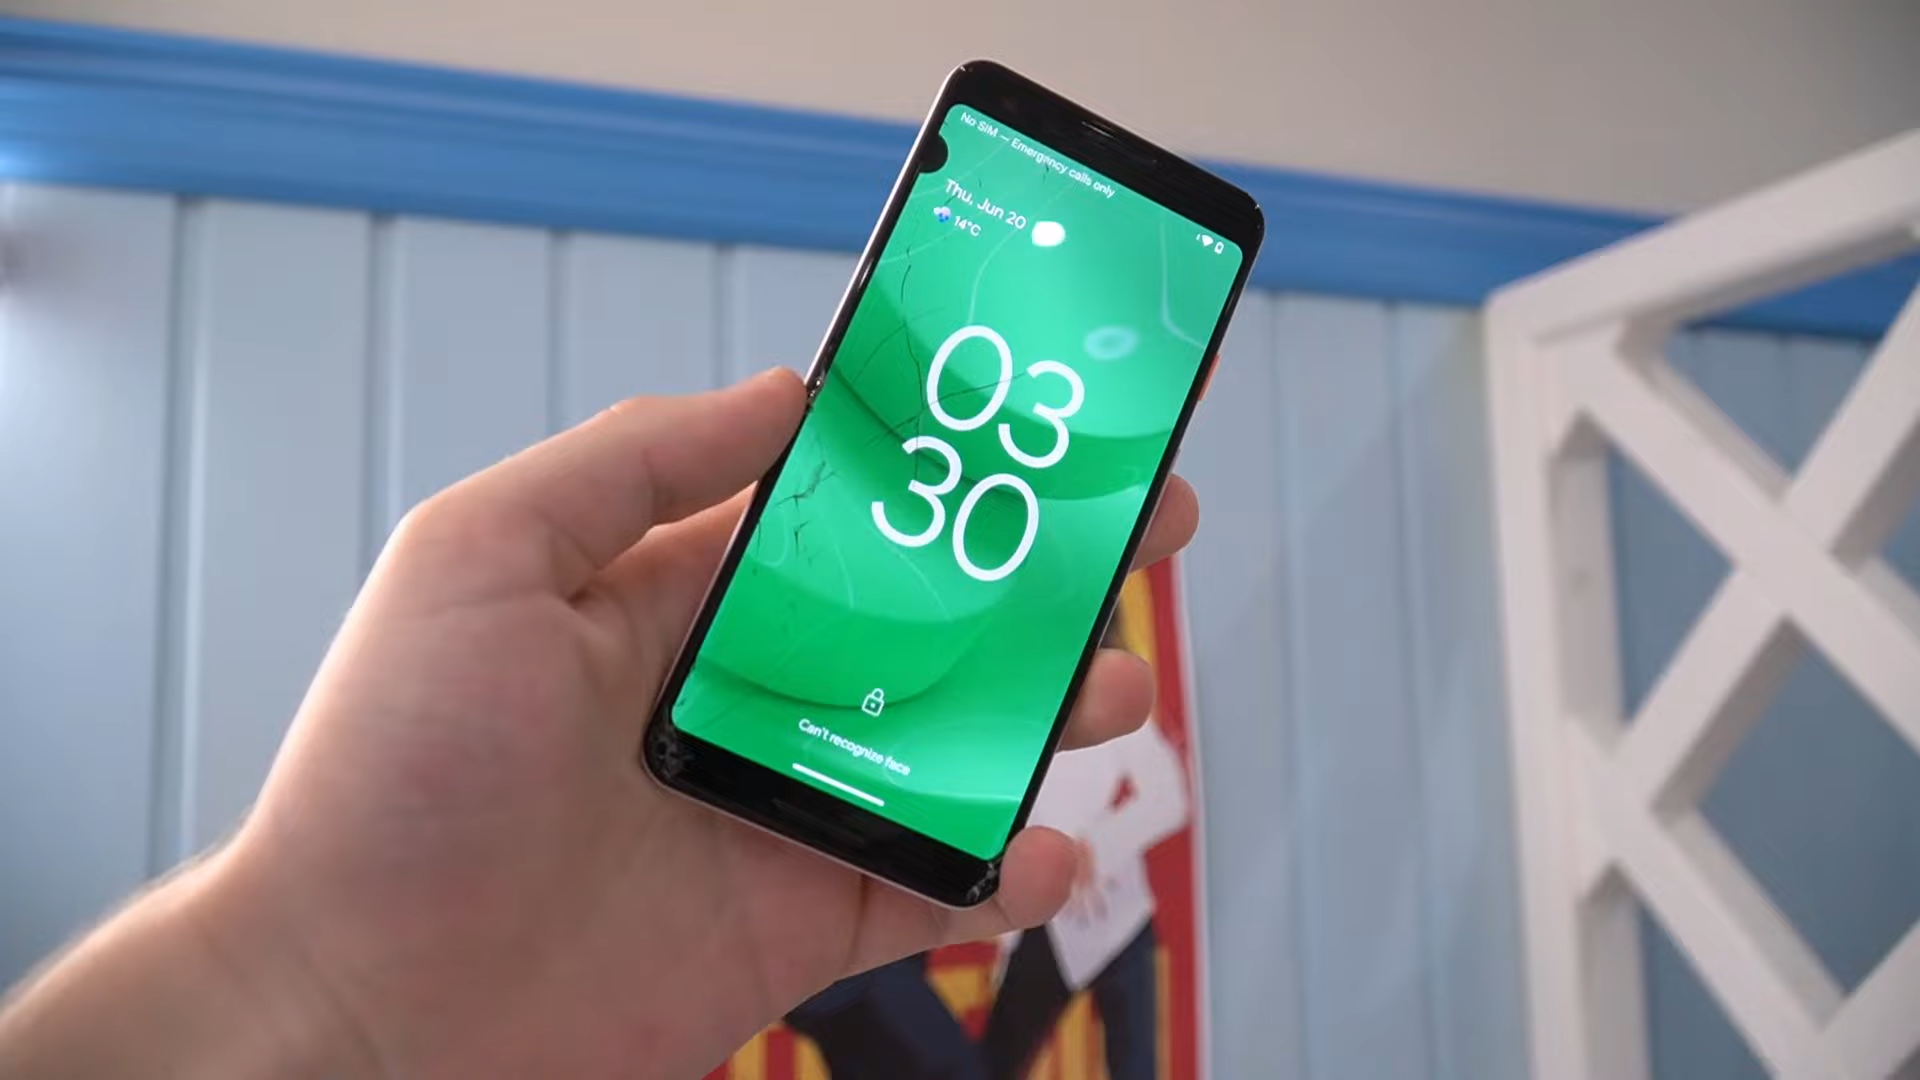 No SIM — Emergency calls only
Thu, Jun 20
14°C
03
30
Can't recognize face